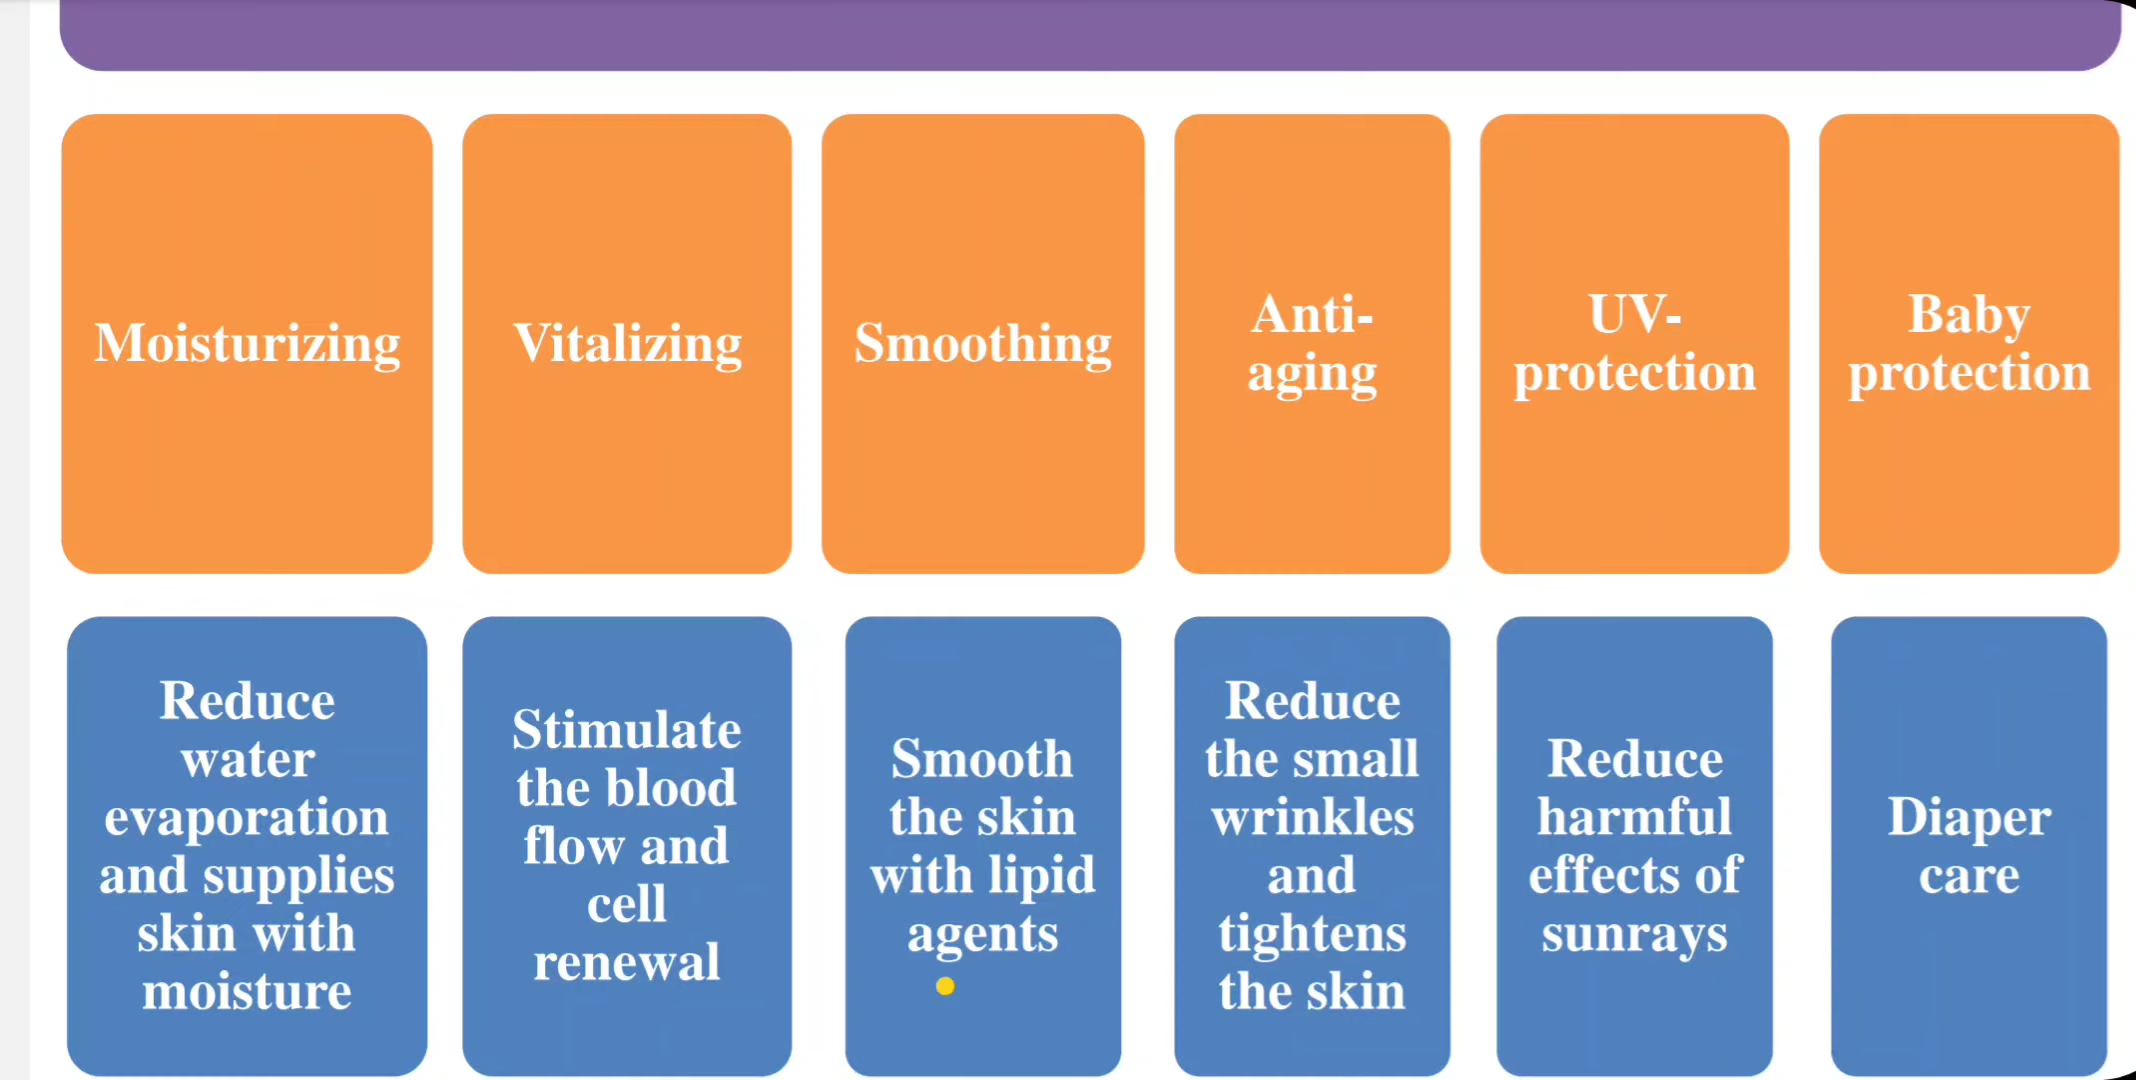 Moisturizing
Vitalizing
Smoothing
Anti-
aging
UV-
protection
Baby
protection
Reduce
water
evaporation
and supplies
skin with
moisture
Stimulate
the blood
flow and
cell
renewal
Smooth
the skin
with lipid
agents
Reduce
the small
wrinkles
and
tightens
the skin
Reduce
harmful
effects of
sunrays
Diaper
care